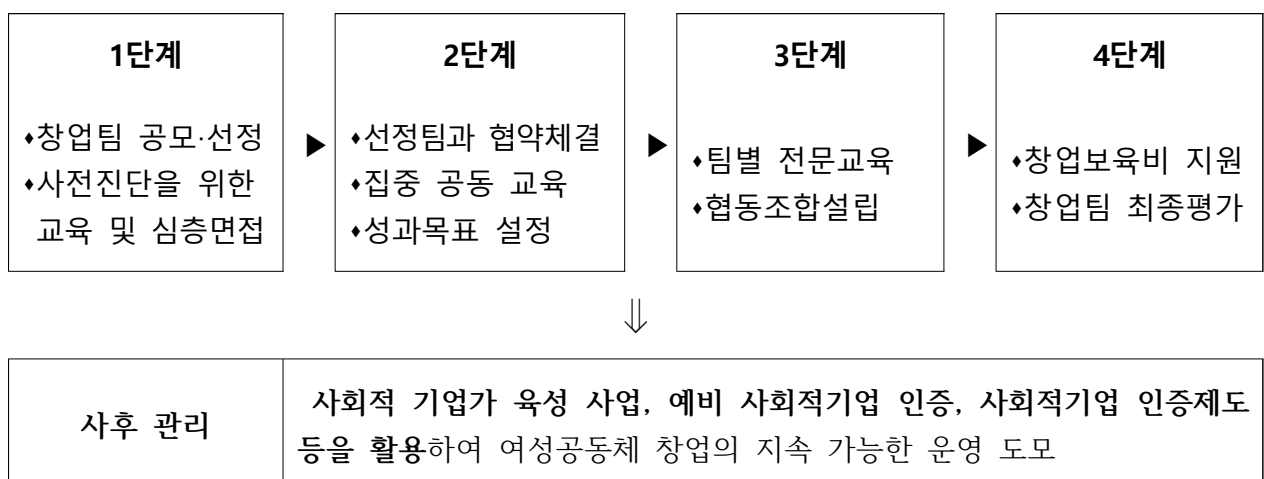 1단계
♦창업팀 공모·선정
♦사전진단을 위한
교육 및 심층면접
▶
2단계
♦선정팀과 협약체결
♦집중 공동 교육
♦성과목표 설정
▶
3단계
♦팀별 전문교육
♦협동조합설립
▶
4단계
♦창업보육비 지원
♦창업팀 최종평가
⇓
사후 관리
사회적 기업가 육성 사업, 예비 사회적기업 인증, 사회적기업 인증제도
등을 활용하여 여성공동체 창업의 지속 가능한 운영 도모